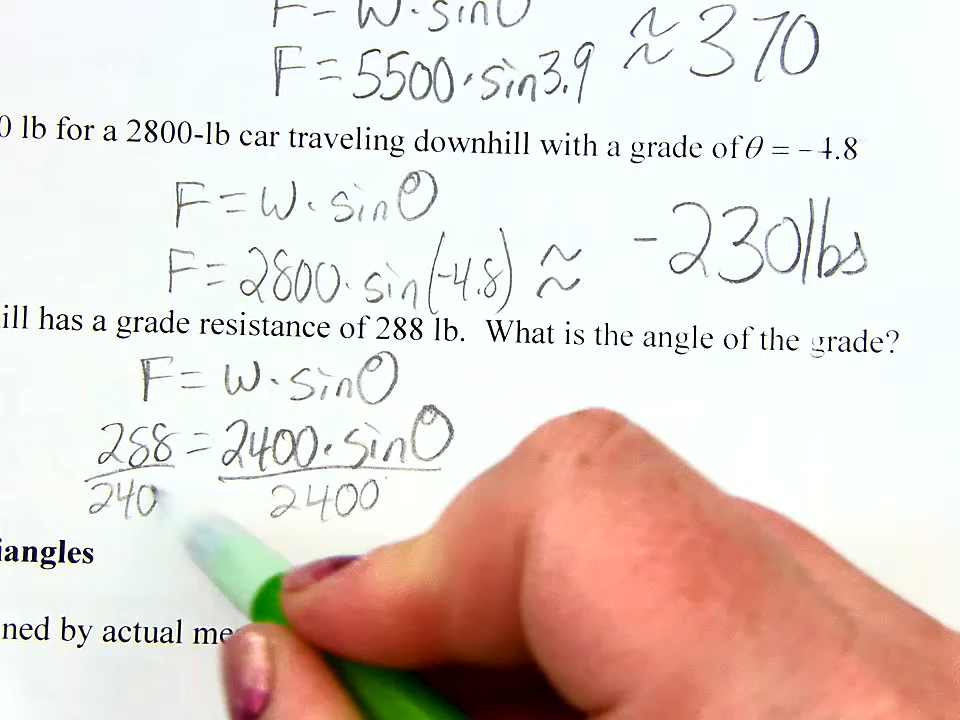 F = W · sinθ
F = 5500 · sin3.9 ≈ 370
0 lb for a 2800-lb car traveling downhill with a grade of θ = −4.8
F = W · sinθ
F = 2800 · sin(-4.8) ≈ -230lbs
ill has a grade resistance of 288 lb. What is the angle of the grade?
F = W · sinθ
288 = 2400 · sinθ
240 2400
iangles
ned by actual me